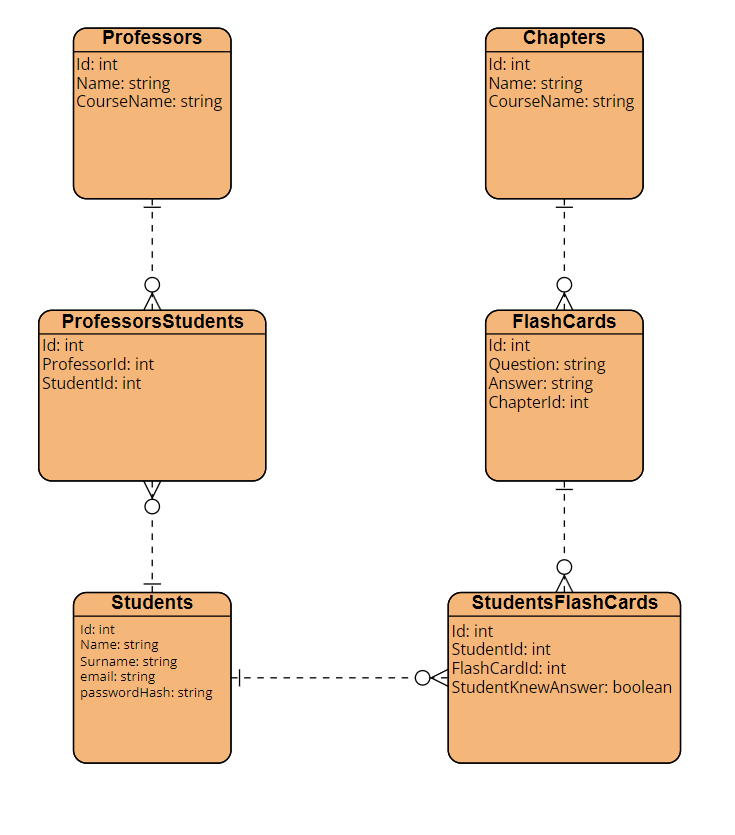 Professors
Id: int
Name: string
CourseName: string
Chapters
Id: int
Name: string
CourseName: string
ProfessorsStudents
Id: int
ProfessorId: int
StudentId: int
FlashCards
Id: int
Question: string
Answer: string
ChapterId: int
Students
Id: int
Name: string
Surname: string
email: string
passwordHash: string
StudentsFlashCards
Id: int
StudentId: int
FlashCardId: int
StudentKnewAnswer: boolean